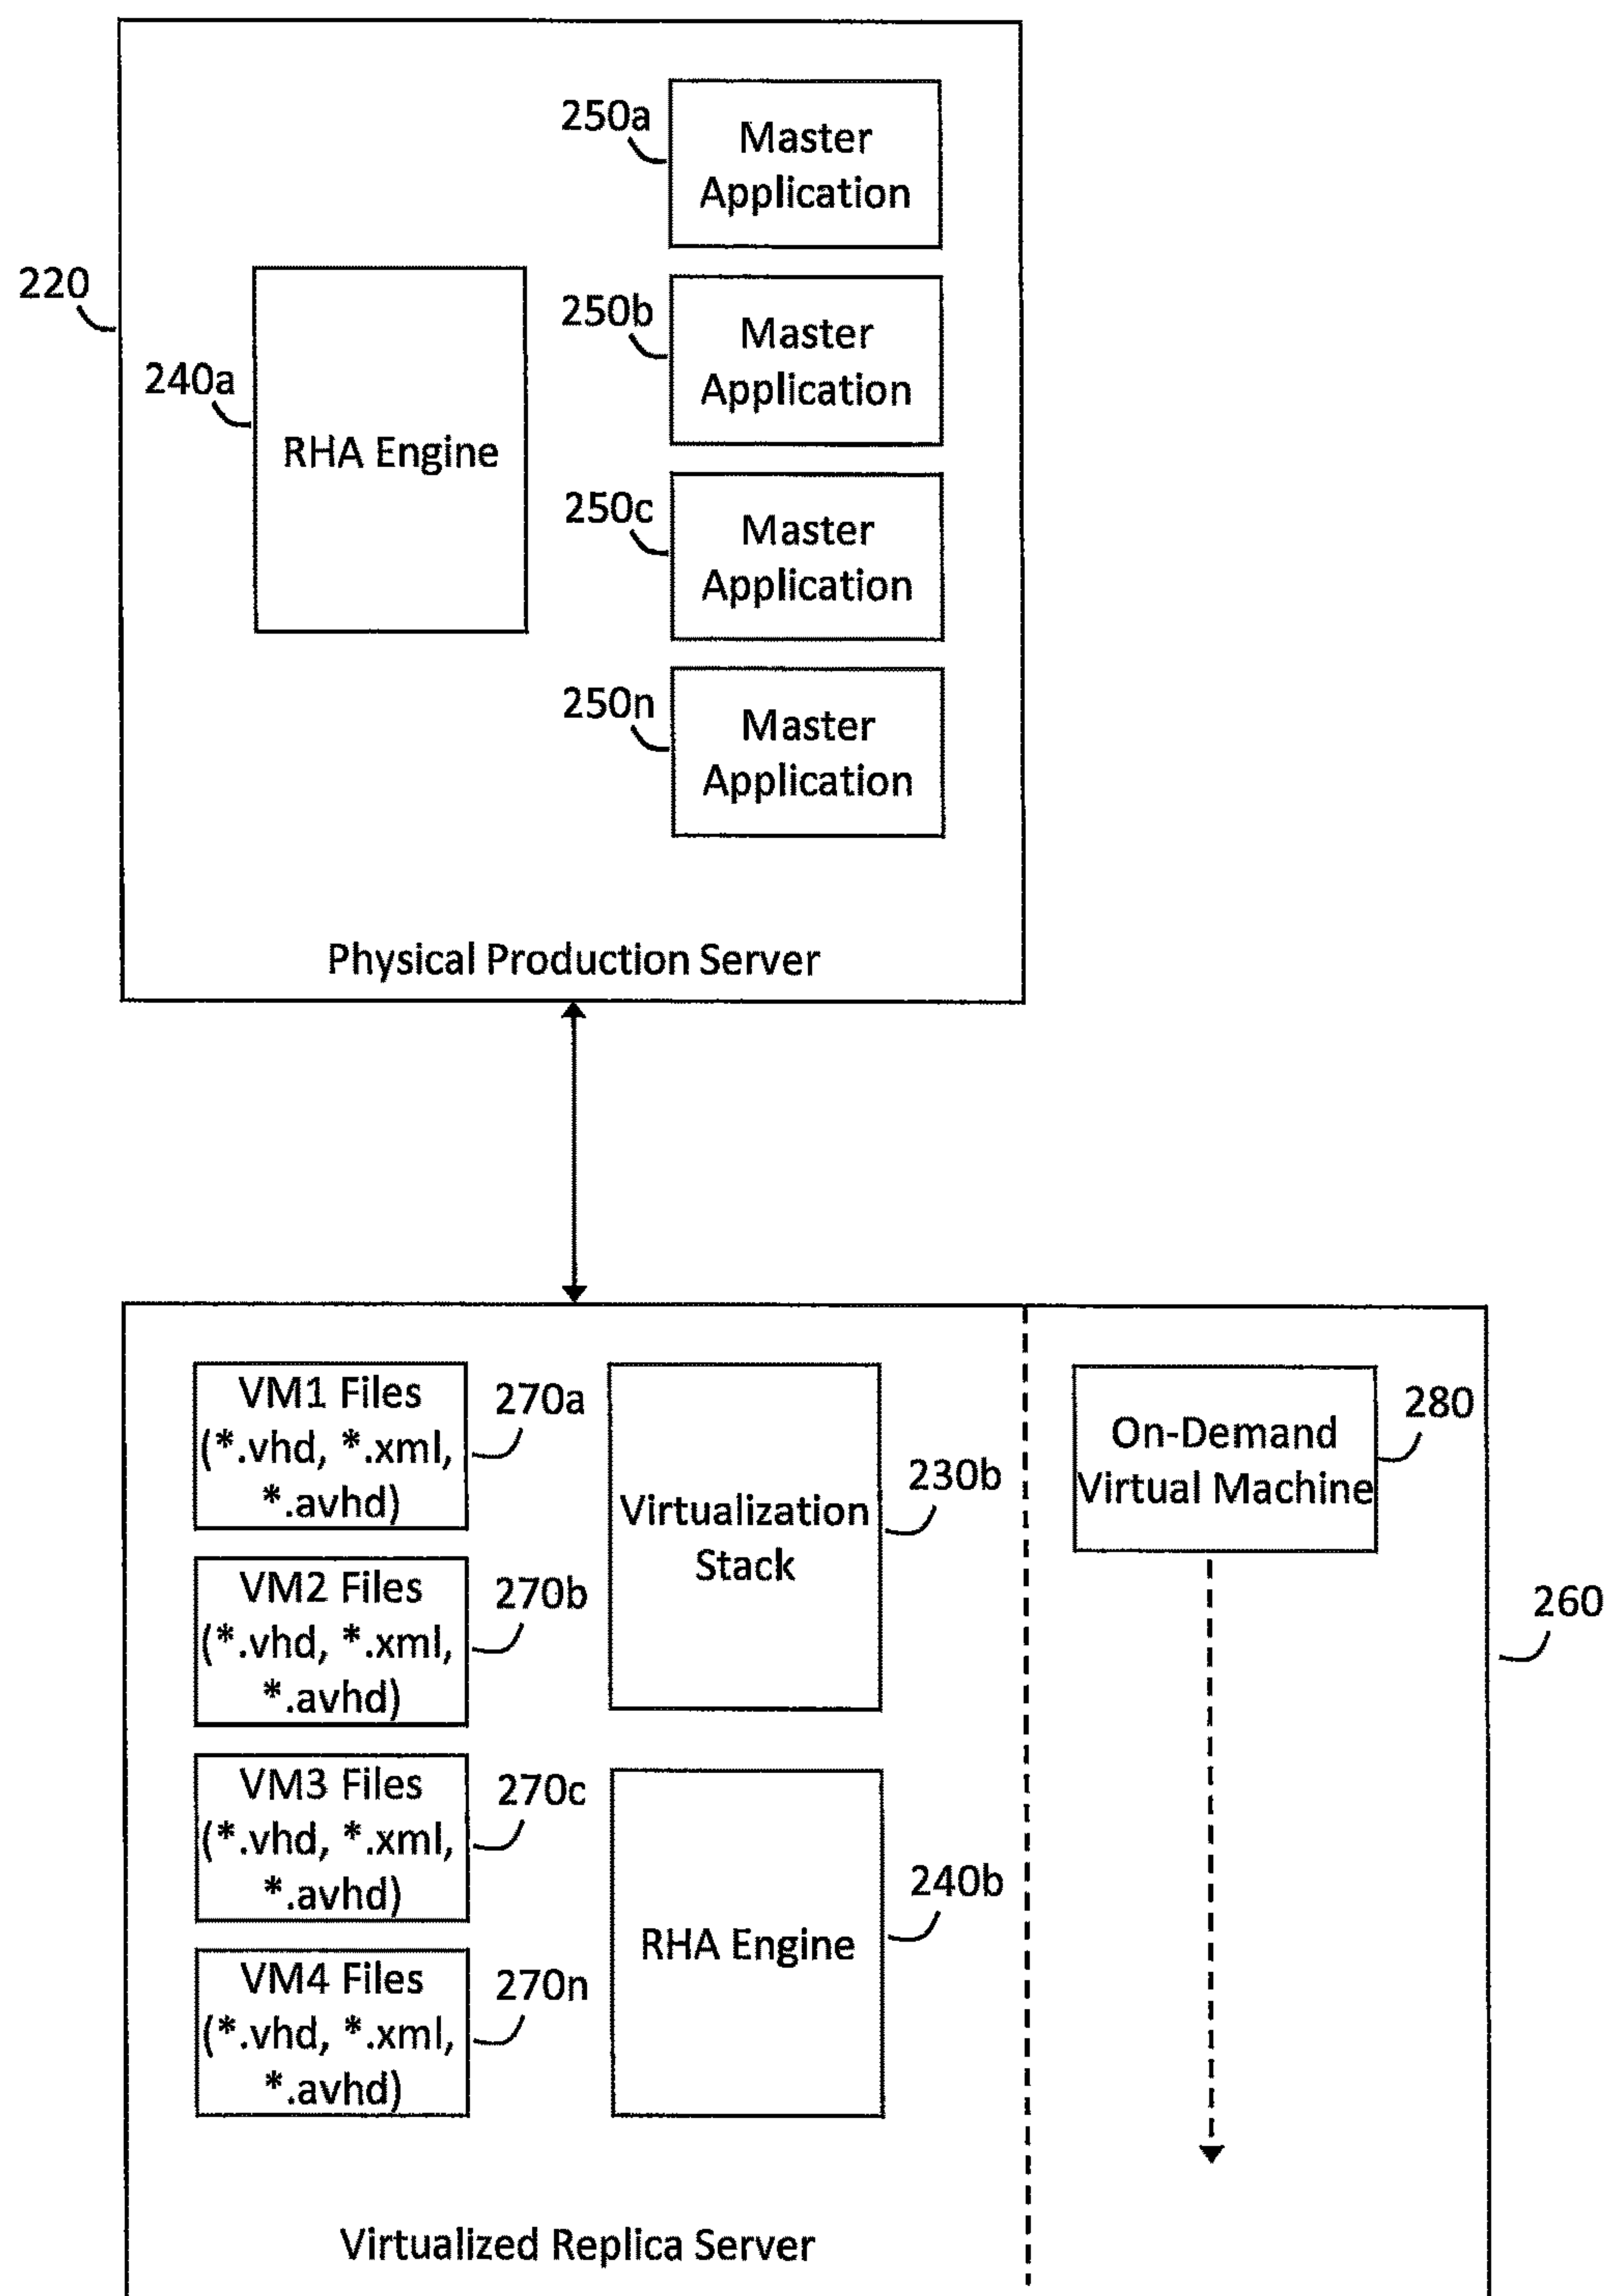 250a
Master
Application
220
250b
Master
Application
240a
RHA Engine
250c
Master
Application
250n
Master
Application
Physical Production Server
VM1 Files
(*.vhd, *.xml,
*.avhd)
270a
Virtualization
Stack
230b
On-Demand
Virtual Machine
280
VM2 Files
(*.vhd, *.xml,
*.avhd)
270b
260
VM3 Files
(*.vhd, *.xml,
*.avhd)
270c
RHA Engine
240b
VM4 Files
(*.vhd, *.xml,
*.avhd)
270n
Virtualized Replica Server